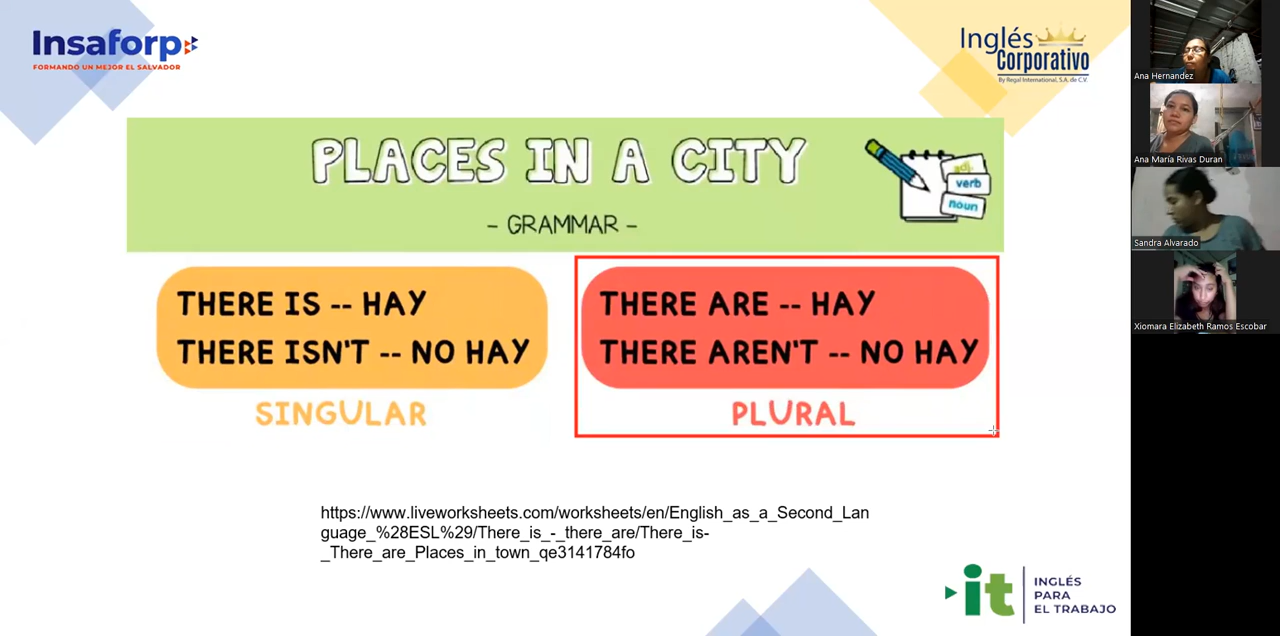 Insaforp
FORMANDO UN MEJOR EL SALVADOR
Inglés
Corporativo
By Regal International, S.A. de C.V.
PLACES IN A CITY
- GRAMMAR -
adj.
verb
noun
THERE IS -- HAY
THERE ISN'T -- NO HAY
SINGULAR
THERE ARE -- HAY
THERE AREN'T -- NO HAY
PLURAL
https://www.liveworksheets.com/worksheets/en/English_as_a_Second_Lan
guage_%28ESL%29/There_is_-_there_are/There_is-
_There_are_Places_in_town_qe3141784fo
it
INGLÉS
PARA
EL TRABAJO
Ana Hernandez
Ana María Rivas Duran
Sandra Alvarado
Xiomara Elizabeth Ramos Escobar